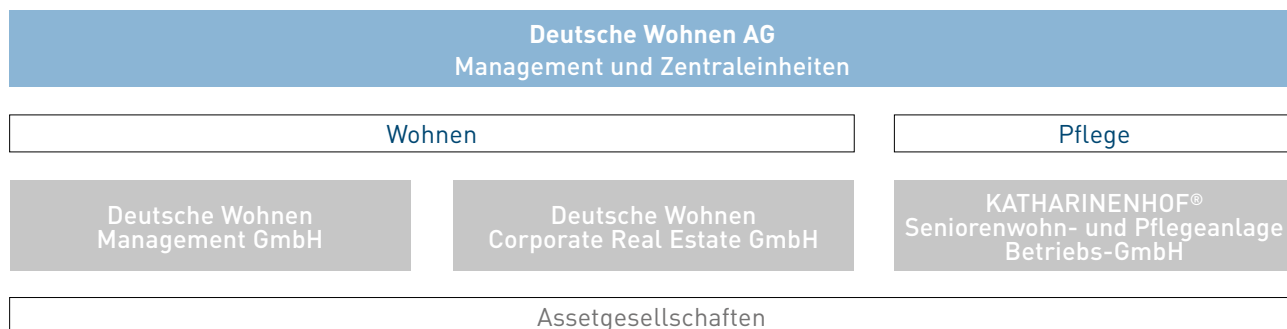 Deutsche Wohnen AG
Management und Zentraleinheiten
Wohnen
Pflege
Deutsche Wohnen
Management GmbH
Deutsche Wohnen
Corporate Real Estate GmbH
KATHARINENHOF®
Seniorenwohn- und Pflegeanlage
Betriebs-GmbH
Assetgesellschaften